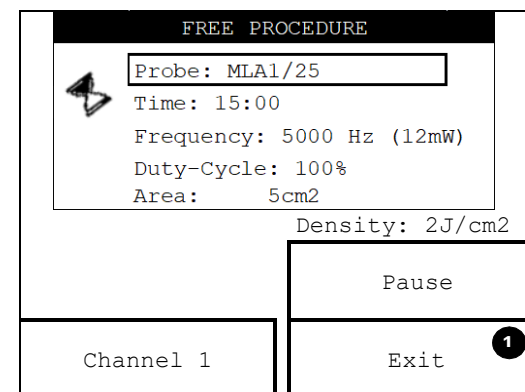 FREE PROCEDURE
Probe: MLA1/25
Time: 15:00
Frequency: 5000 Hz (12mW)
Duty-Cycle: 100%
Area: 5cm2
Density: 2J/cm2
Pause
Channel 1
Exit
1